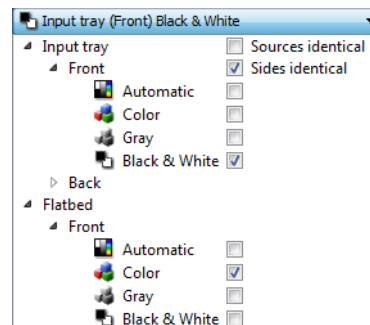 Input tray (Front) Black & White
Input tray Sources identical
Front Sides identical
Automatic
Color
Gray
Black & White
Back
Flatbed
Front
Automatic
Color
Gray
Black & White